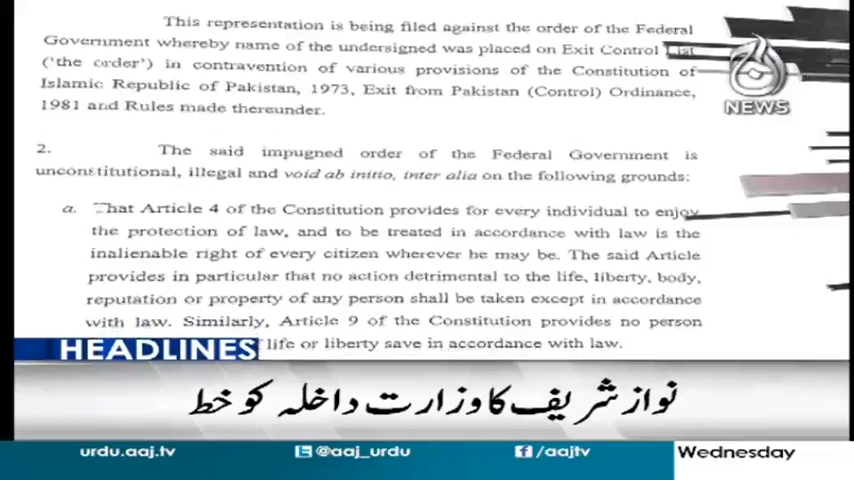 This representation is being filed against the order of the Federal
Government whereby name of the undersigned was placed on Exit Control List
('the order') in contravention of various provisions of the Constitution of
Islamic Republic of Pakistan, 1973, Exit from Pakistan (Control) Ordinance,
1981 and Rules made thereunder.
2. The said impugned order of the Federal Government is
unconstitutional, illegal and void ab initio, inter alia on the following grounds:
a. That Article 4 of the Constitution provides for every individual to enjoy
the protection of law, and to be treated in accordance with law is the
inalienable right of every citizen wherever he may be. The said Article
provides in particular that no action detrimental to the life, liberty, body,
reputation or property of any person shall be taken except in accordance
with law. Similarly, Article 9 of the Constitution provides no person
life or liberty save in accordance with law.
NEWS
HEADLINES
نواز شریف کا وزارت داخلہ کو خط
urdu.aaj.tv @aaj_urdu /aajtv Wednesday